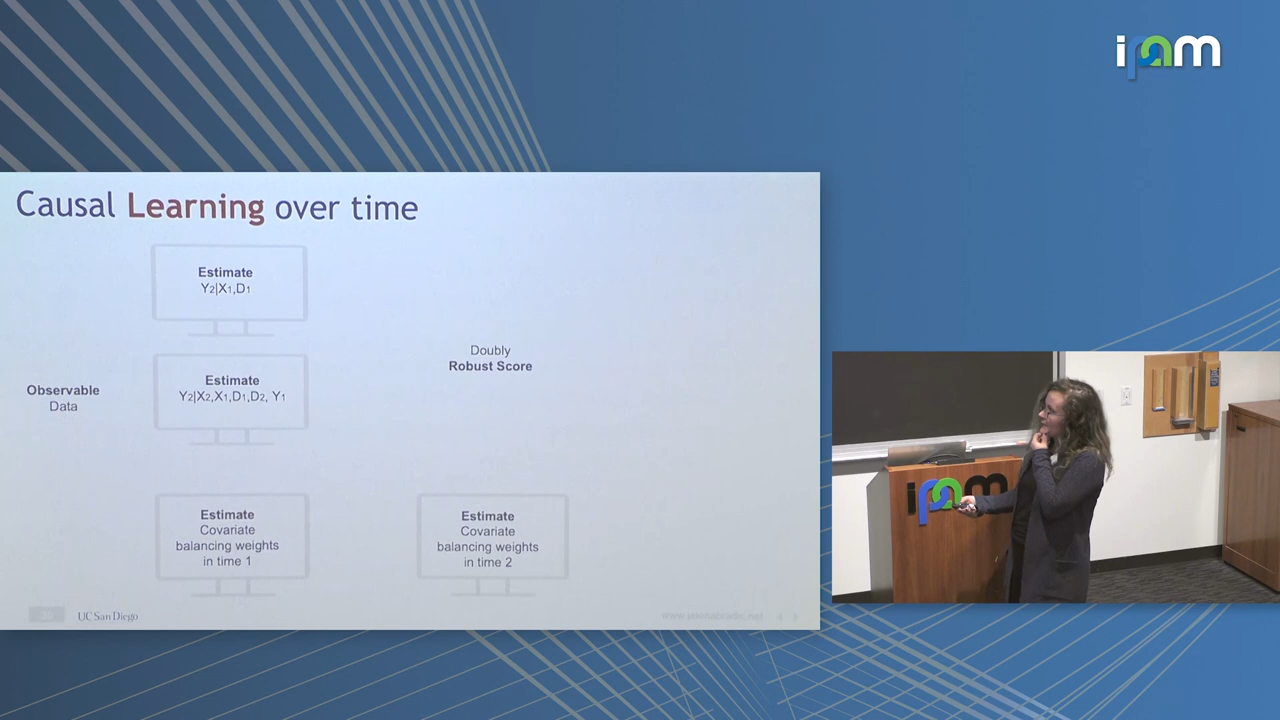 ipam
Causal Learning over time
Estimate
Y2|X1,D1
Doubly
Robust Score
Estimate
Y2|X2,X1,D1,D2, Y1
Observable
Data
ipam
Estimate
Covariate
balancing weights
in time 1
Estimate
Covariate
balancing weights
in time 2
UC San Diego